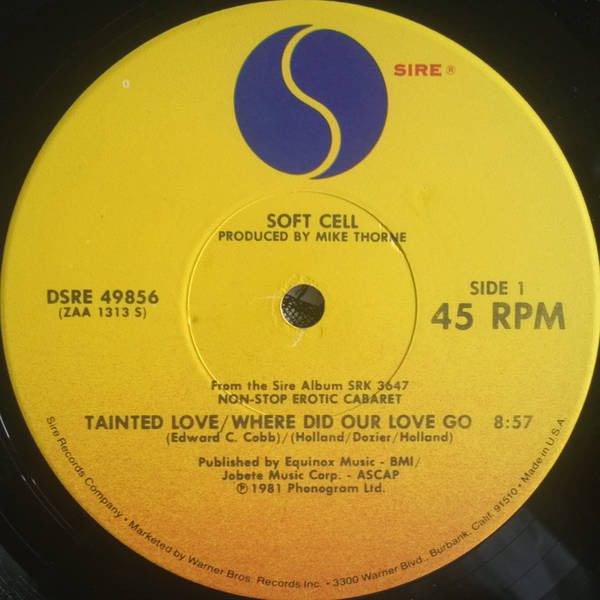 SIRE ®
SOFT CELL
PRODUCED BY MIKE THORNE
DSRE 49856
(ZAA 1313 S)
SIDE 1
45 RPM
From the Sire Album SRK 3647
NON-STOP EROTIC CABARET
TAINTED LOVE/WHERE DID OUR LOVE GO 8:57
(Edward C. Cobb)/(Holland/Dozier/Holland)
Published by Equinox Music - BMI/
Jobete Music Corp. - ASCAP
℗ 1981 Phonogram Ltd.
Sire Records Company • Marketed by Warner Bros. Records Inc. • 3300 Warner Blvd., Burbank, Calif. 91510 • Made in U.S.A.